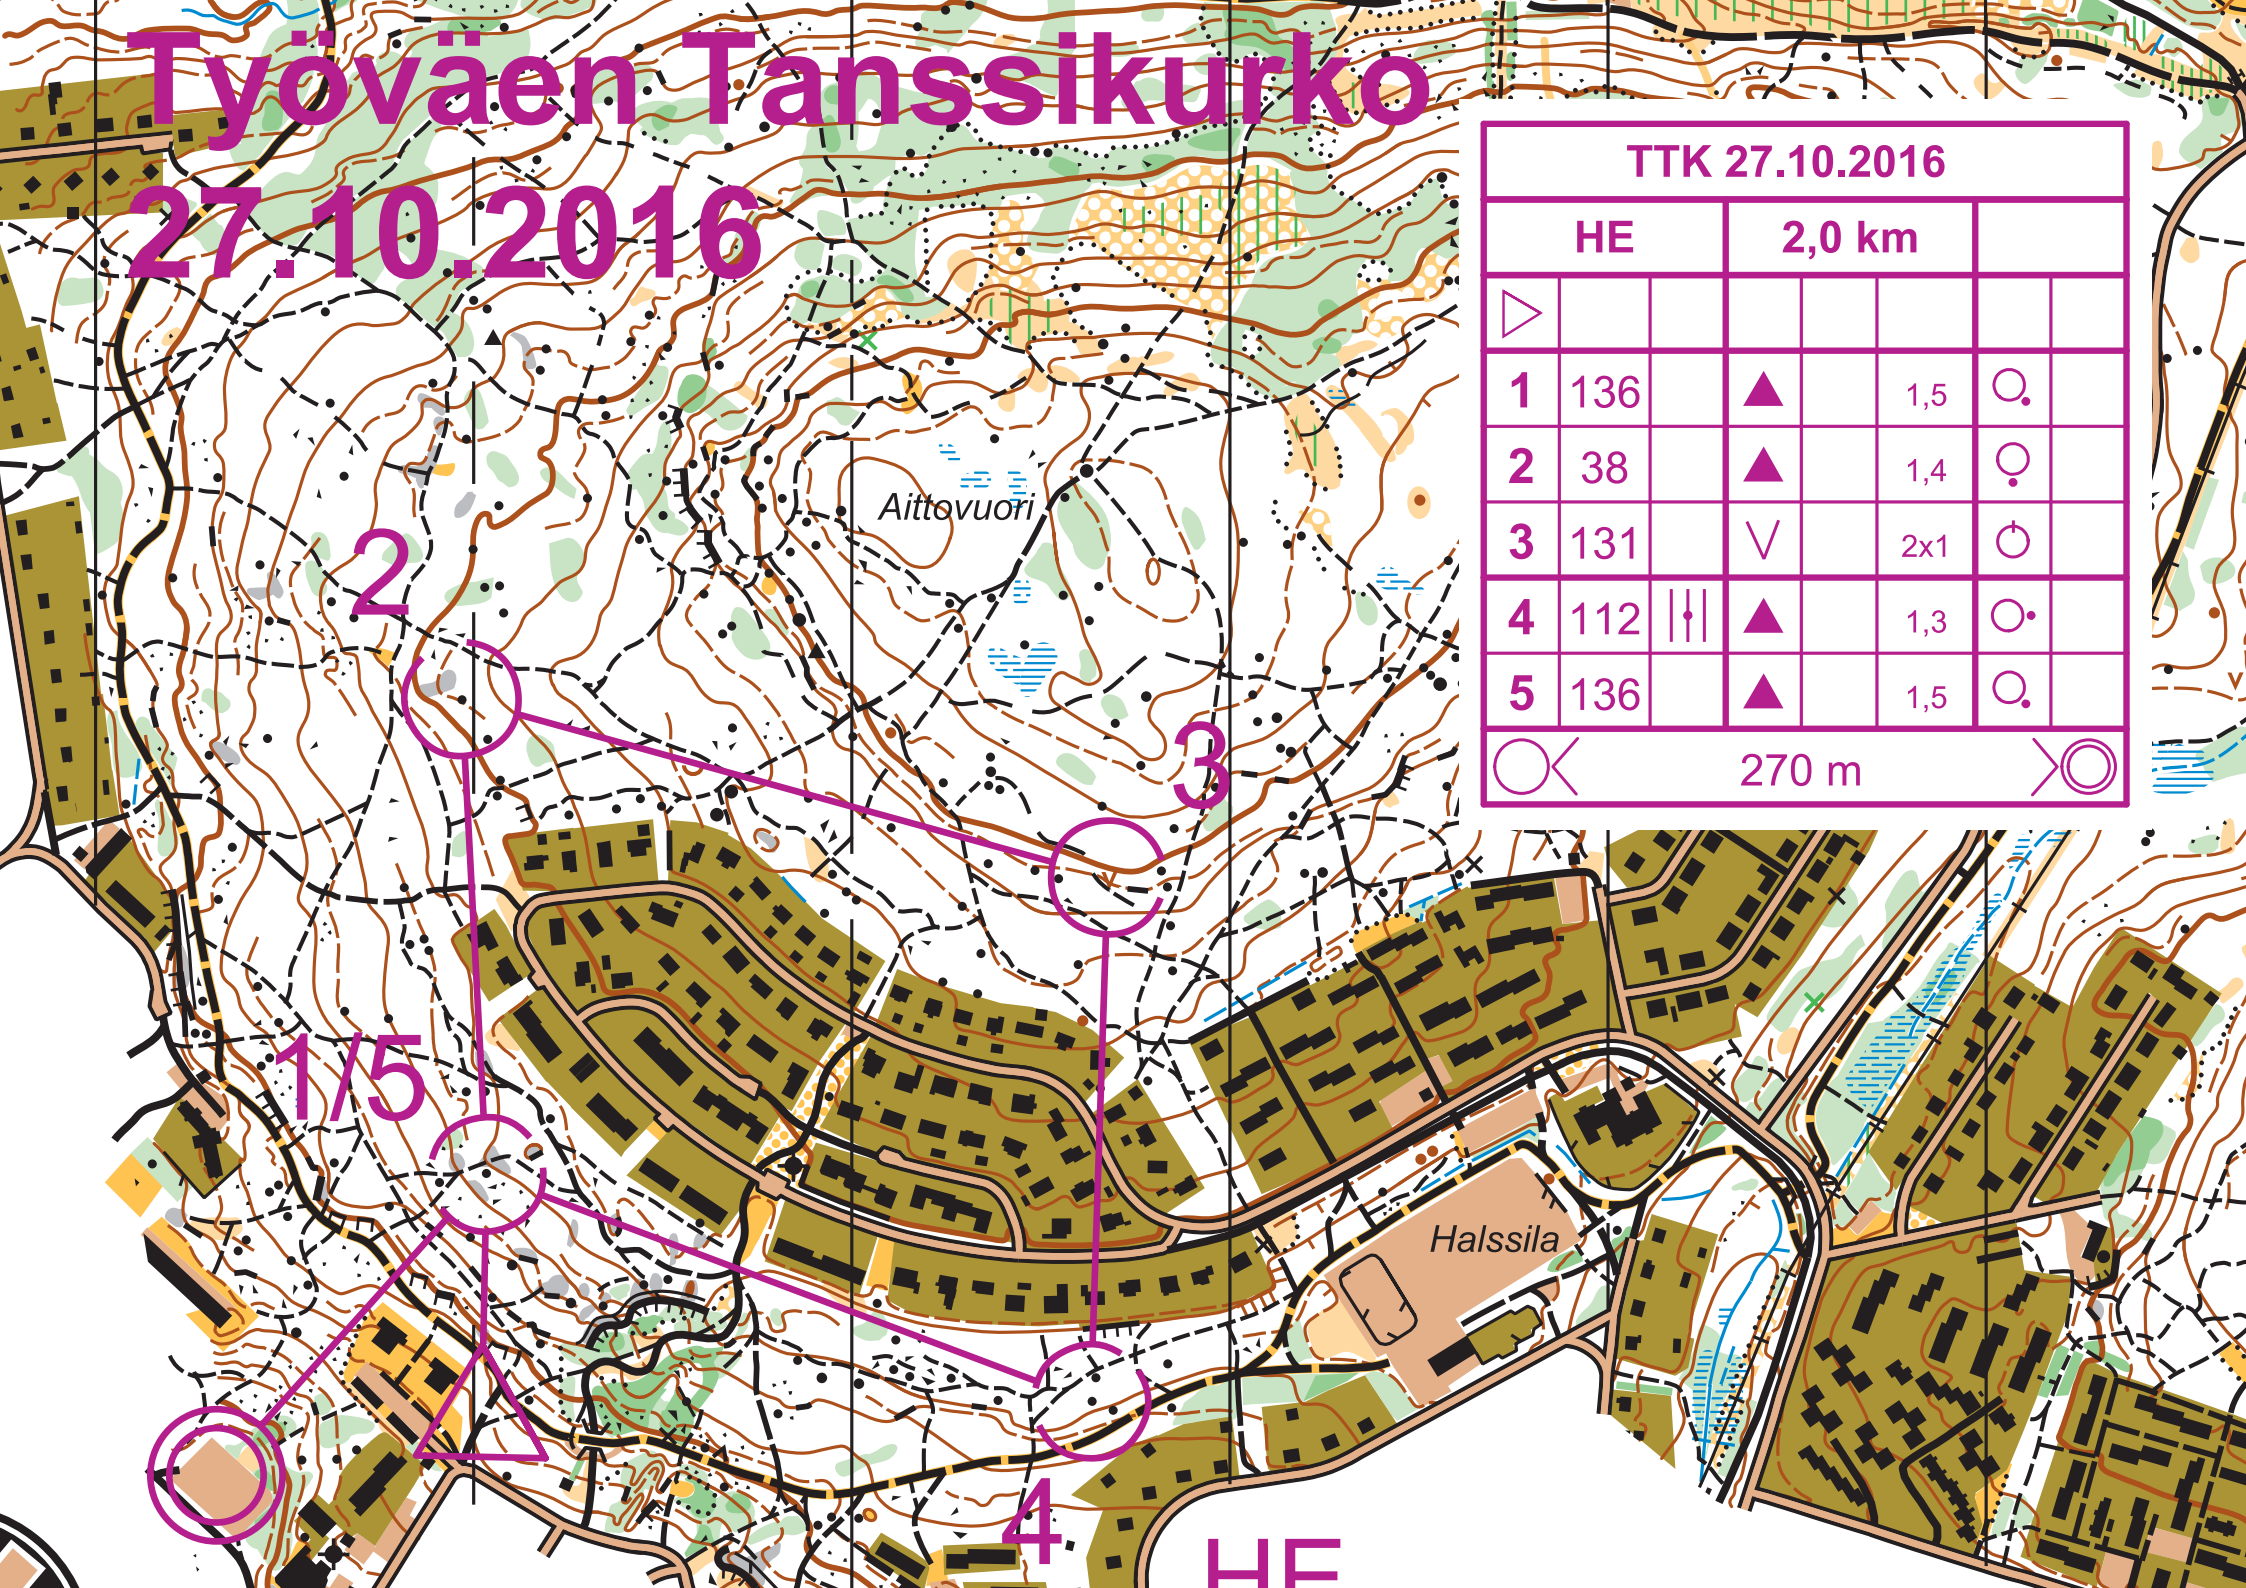 Työväen Tanssikurko
27.10.2016
TTK 27.10.2016
HE 2,0 km
1 136 1,5
2 38 1,4
3 131 2x1
4 112 1,3
5 136 1,5
270 m
Aittovuori
2
3
1/5
Halssila
4
HE